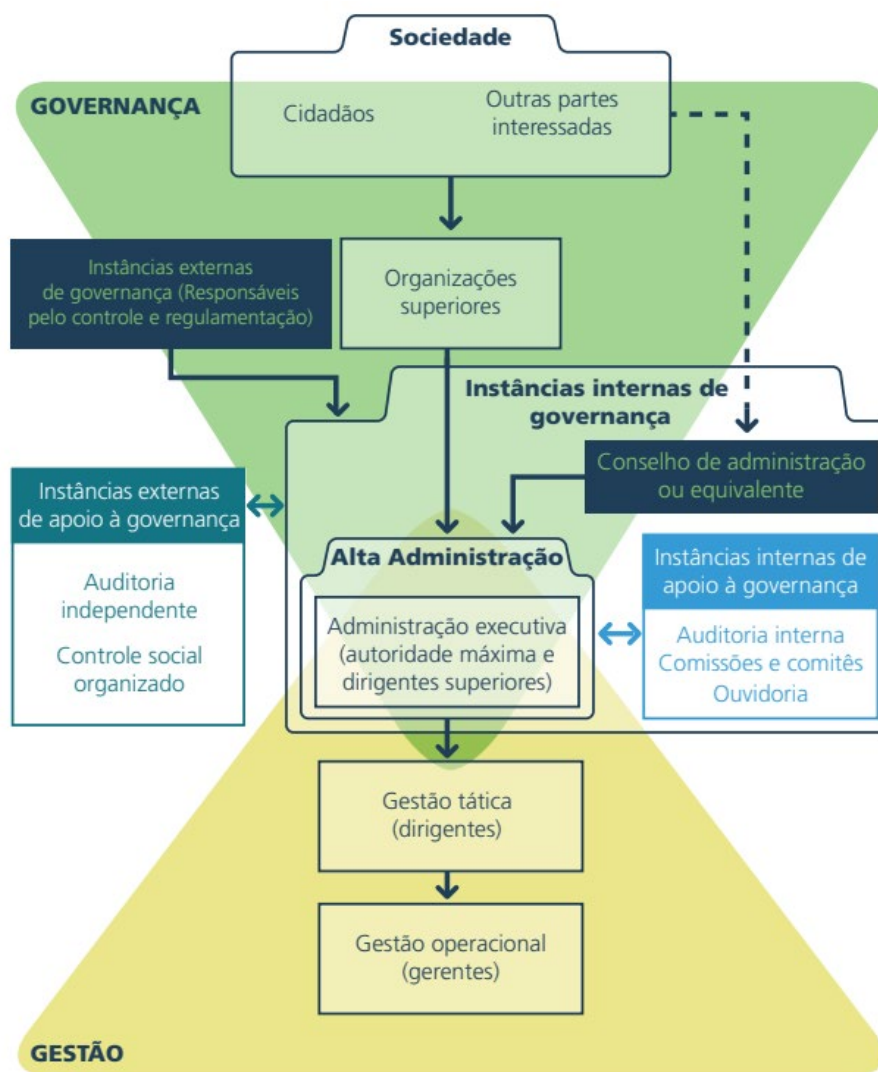 Sociedade
GOVERNANÇA
Cidadãos
Outras partes
interessadas
Instâncias externas
de governança (Responsáveis
pelo controle e regulamentação)
Organizações
superiores
Instâncias internas de
governança
Conselho de administração
ou equivalente
Instâncias externas
de apoio à governança
Auditoria
independente
Controle social
organizado
Alta Administração
Administração executiva
(autoridade máxima e
dirigentes superiores)
Instâncias internas de
apoio à governança
Auditoria interna
Comissões e comitês
Ouvidoria
Gestão tática
(dirigentes)
Gestão operacional
(gerentes)
GESTÃO